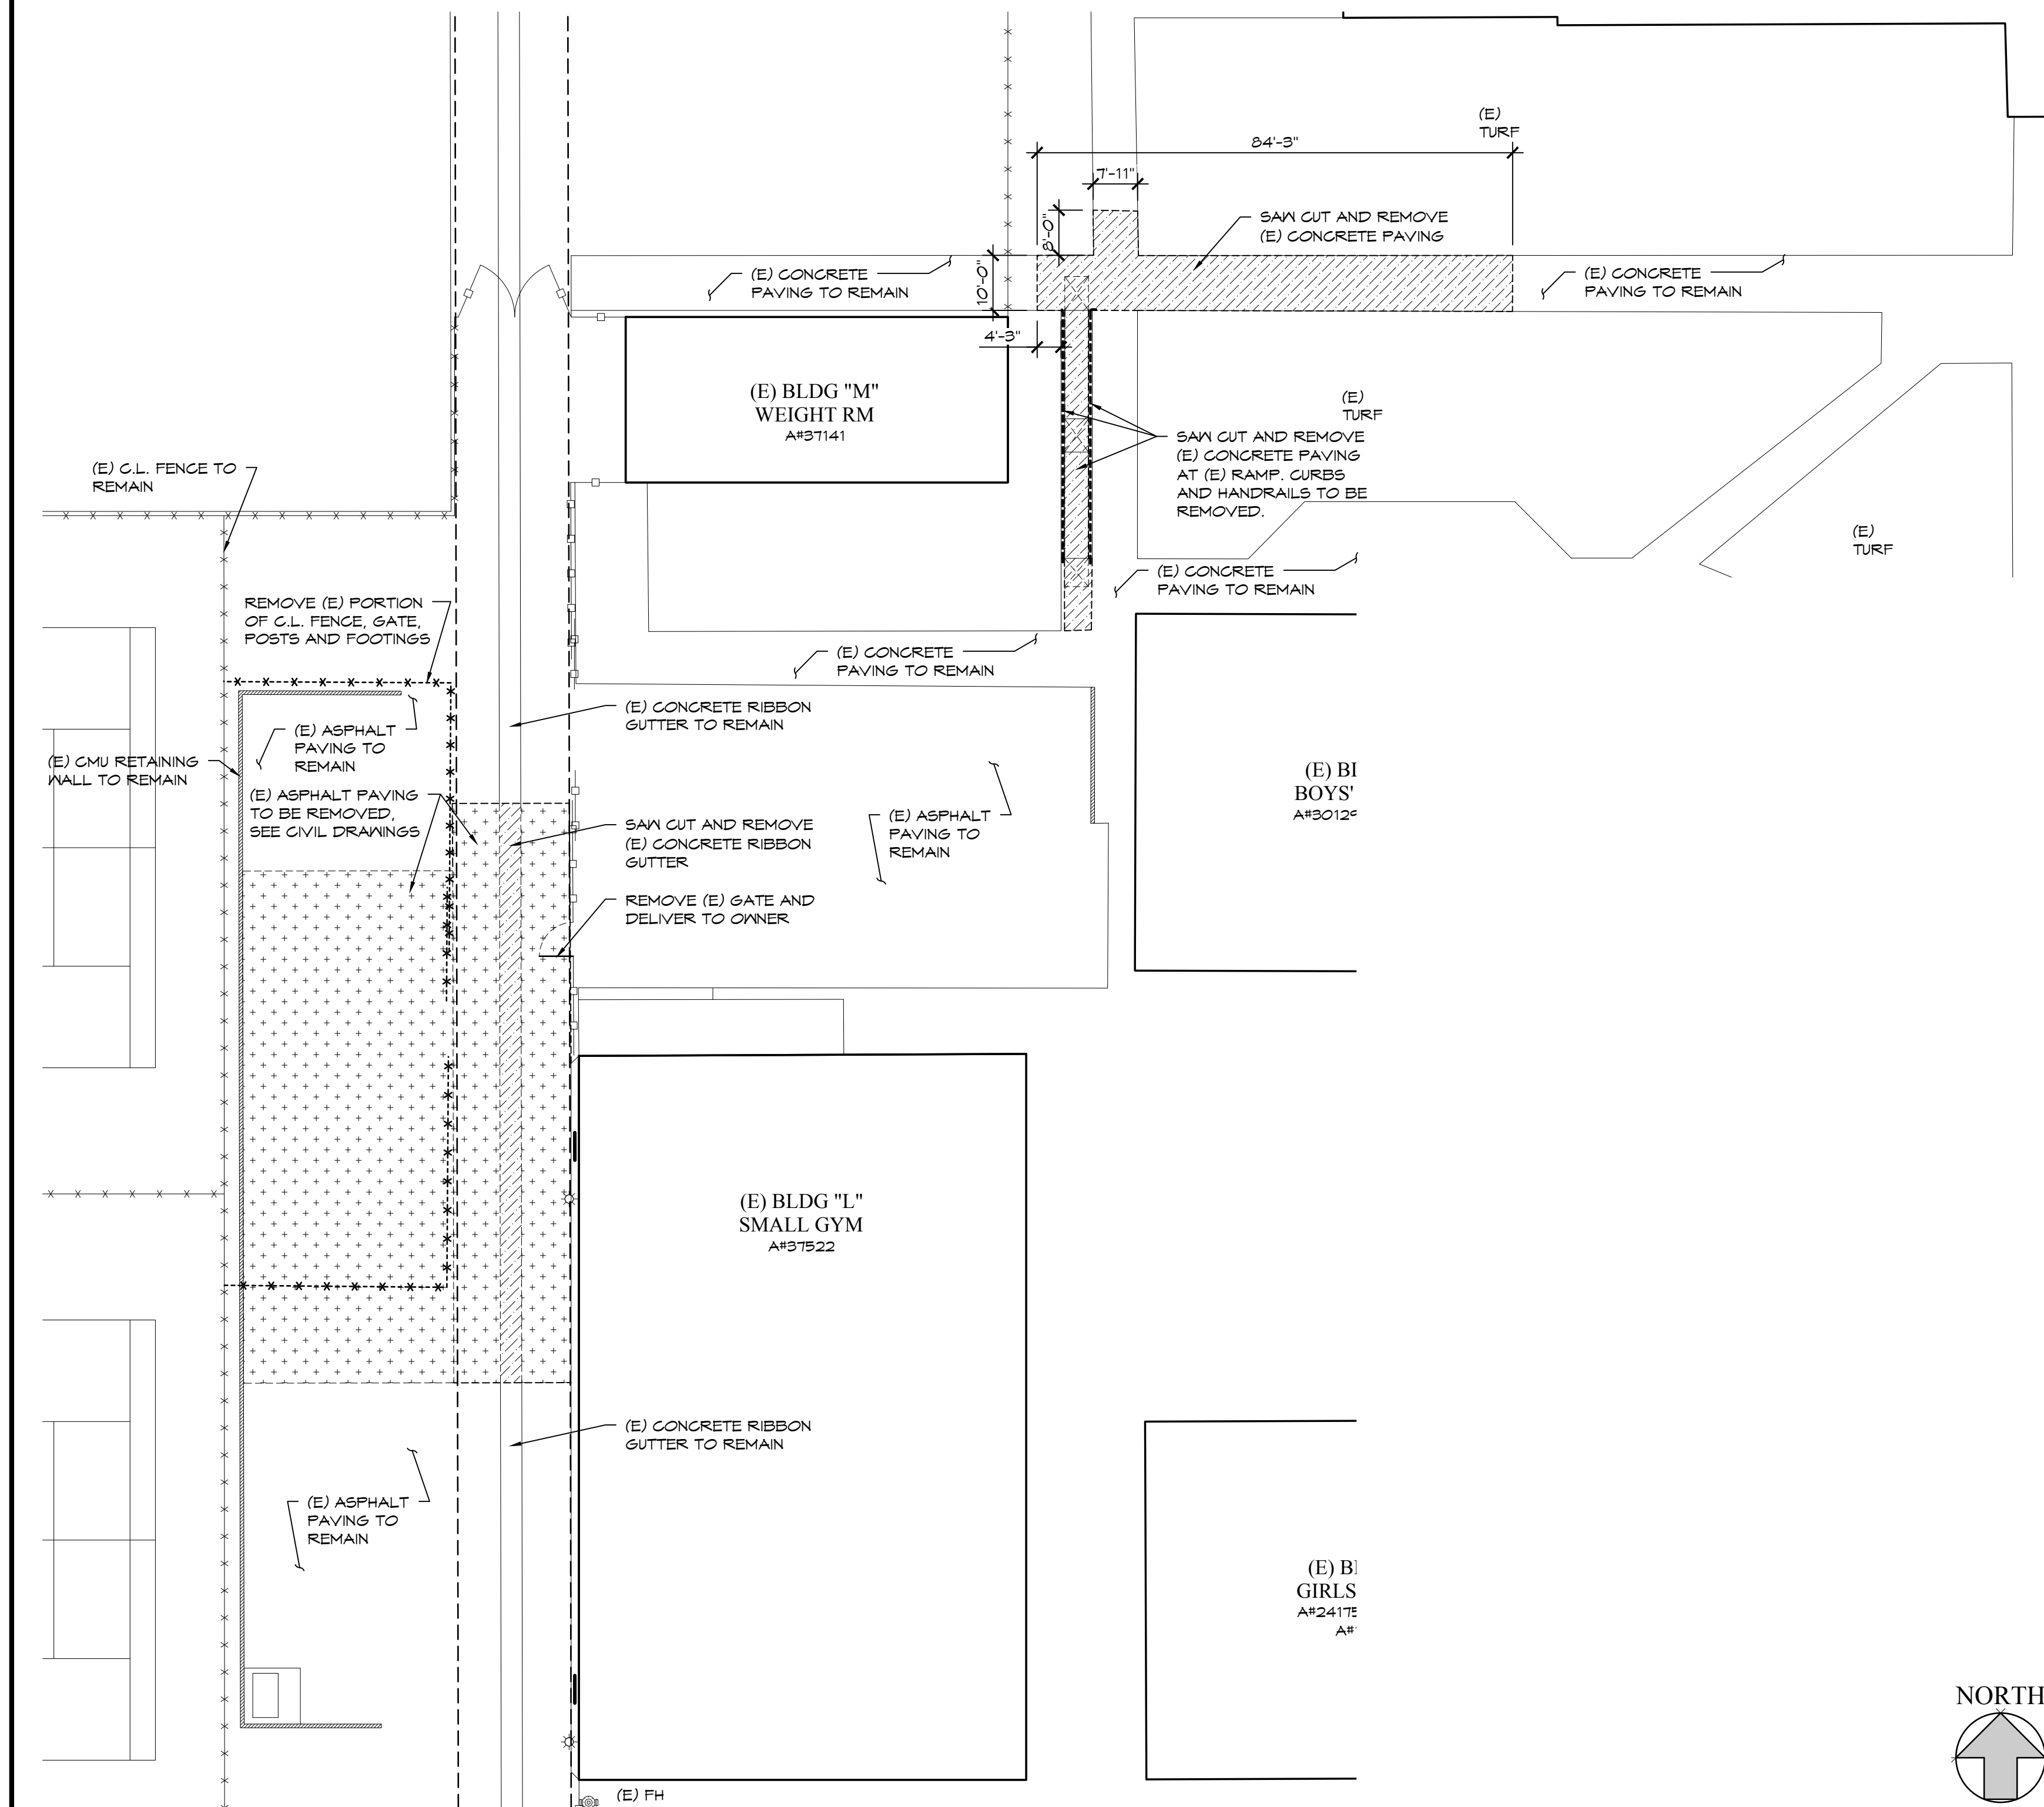 (E)
TURF
84'-3"
7'-11"
8'-0"
SAW CUT AND REMOVE
(E) CONCRETE PAVING
(E) CONCRETE
PAVING TO REMAIN
10'-0"
(E) CONCRETE
PAVING TO REMAIN
4'-3"
(E) BLDG "M"
WEIGHT RM
A#37141
(E)
TURF
SAW CUT AND REMOVE
(E) CONCRETE PAVING
AT (E) RAMP. CURBS
AND HANDRAILS TO BE
REMOVED.
(E) C.L. FENCE TO
REMAIN
(E)
TURF
(E) CONCRETE
PAVING TO REMAIN
REMOVE (E) PORTION
OF C.L. FENCE, GATE,
POSTS AND FOOTINGS
(E) CONCRETE
PAVING TO REMAIN
(E) CONCRETE RIBBON
GUTTER TO REMAIN
(E) ASPHALT
PAVING TO
REMAIN
(E) CMU RETAINING
WALL TO REMAIN
(E) ASPHALT PAVING
TO BE REMOVED,
SEE CIVIL DRAWINGS
SAW CUT AND REMOVE
(E) CONCRETE RIBBON
GUTTER
(E) ASPHALT
PAVING TO
REMAIN
(E) BL
BOYS'
A#3012
REMOVE (E) GATE AND
DELIVER TO OWNER
(E) BLDG "L"
SMALL GYM
A#37522
(E) CONCRETE RIBBON
GUTTER TO REMAIN
(E) ASPHALT
PAVING TO
REMAIN
(E) B
GIRLS
A#2417
A#
NORTH
(E) FH